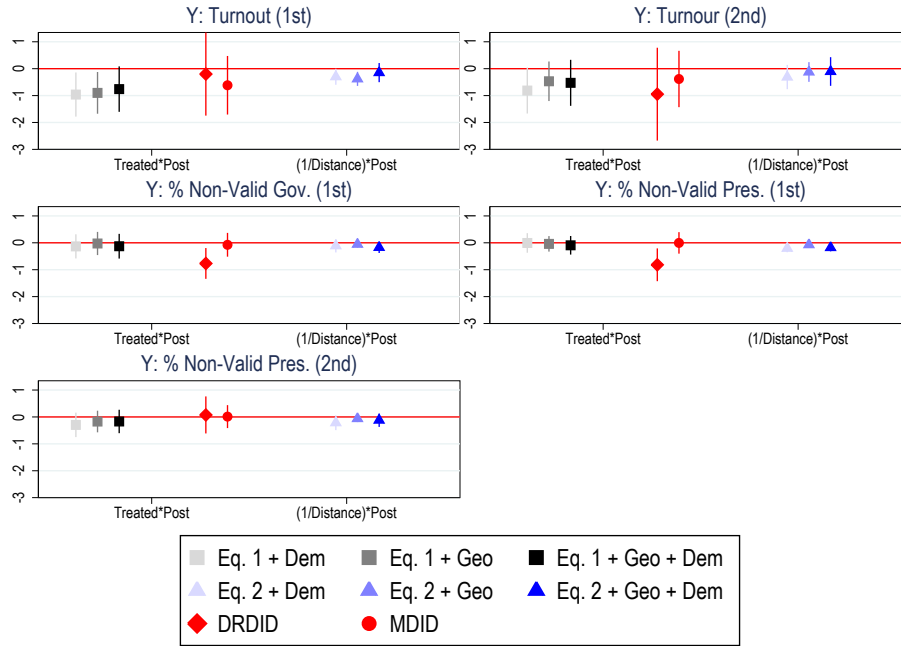 Y: Turnout (1st)
1
0
-1
-2
-3
Treated*Post
(1/Distance)*Post
Y: Turnour (2nd)
1
0
-1
-2
-3
Treated*Post
(1/Distance)*Post
Y: % Non-Valid Gov. (1st)
1
0
-1
-2
-3
Treated*Post
(1/Distance)*Post
Y: % Non-Valid Pres. (1st)
1
0
-1
-2
-3
Treated*Post
(1/Distance)*Post
Y: % Non-Valid Pres. (2nd)
1
0
-1
-2
-3
Treated*Post
(1/Distance)*Post
Eq. 1 + Dem
Eq. 1 + Geo
Eq. 1 + Geo + Dem
Eq. 2 + Dem
Eq. 2 + Geo
Eq. 2 + Geo + Dem
DRDID
MDID